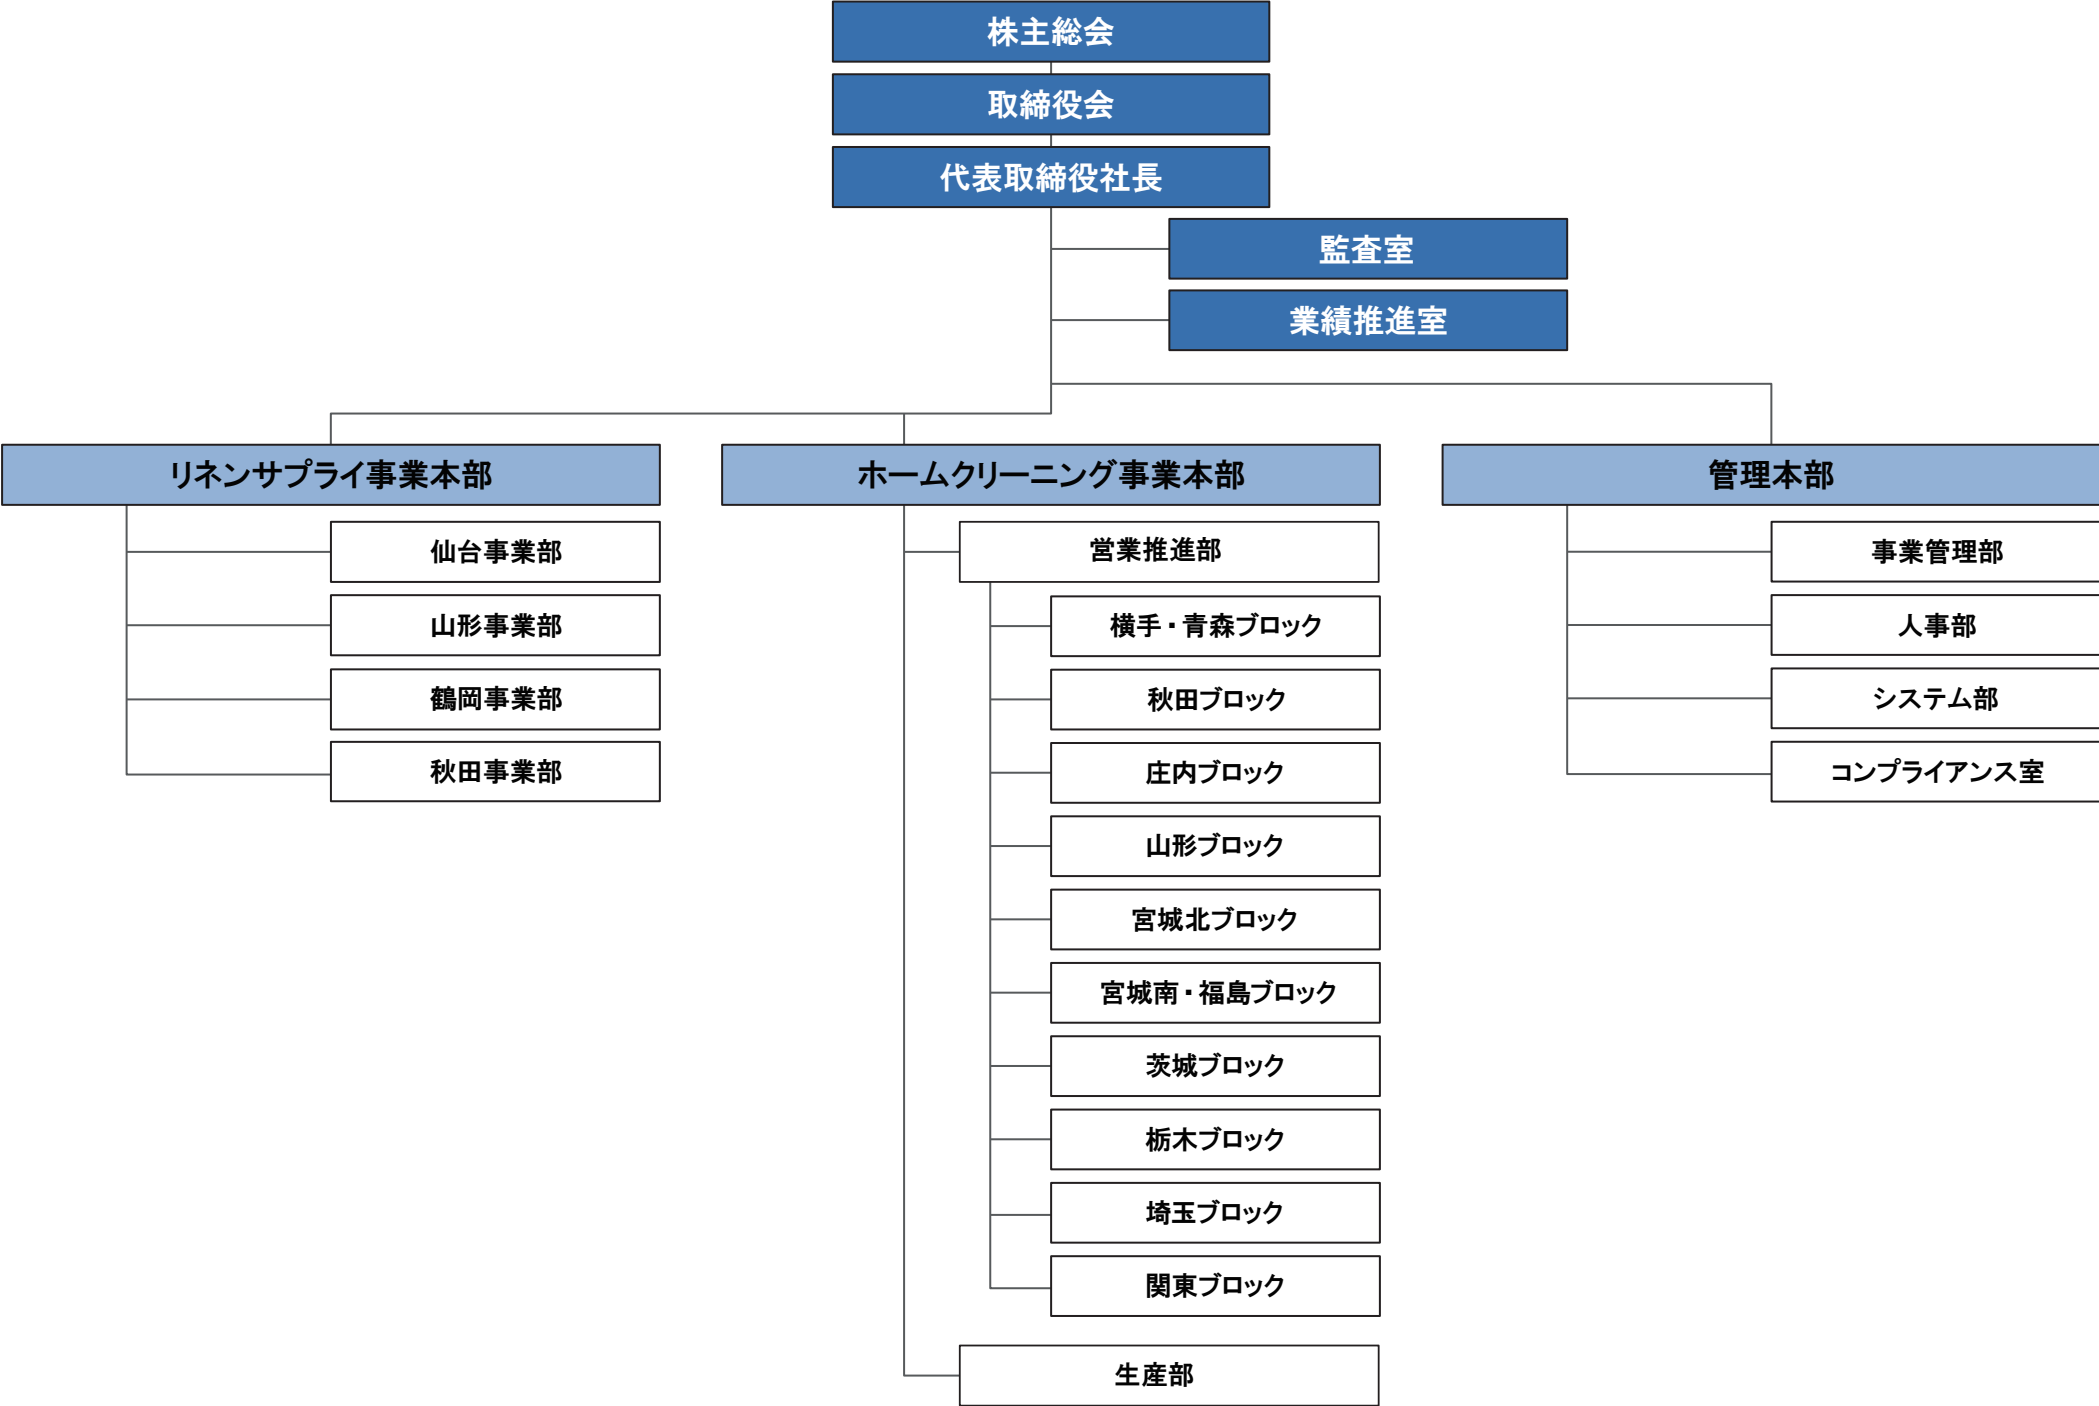 株主総会
取締役会
代表取締役社長
監査室
業績推進室
リネンサプライ事業本部
仙台事業部
山形事業部
鶴岡事業部
秋田事業部
ホームクリーニング事業本部
営業推進部
横手・青森ブロック
秋田ブロック
庄内ブロック
山形ブロック
宮城北ブロック
宮城南・福島ブロック
茨城ブロック
栃木ブロック
埼玉ブロック
関東ブロック
生産部
管理本部
事業管理部
人事部
システム部
コンプライアンス室